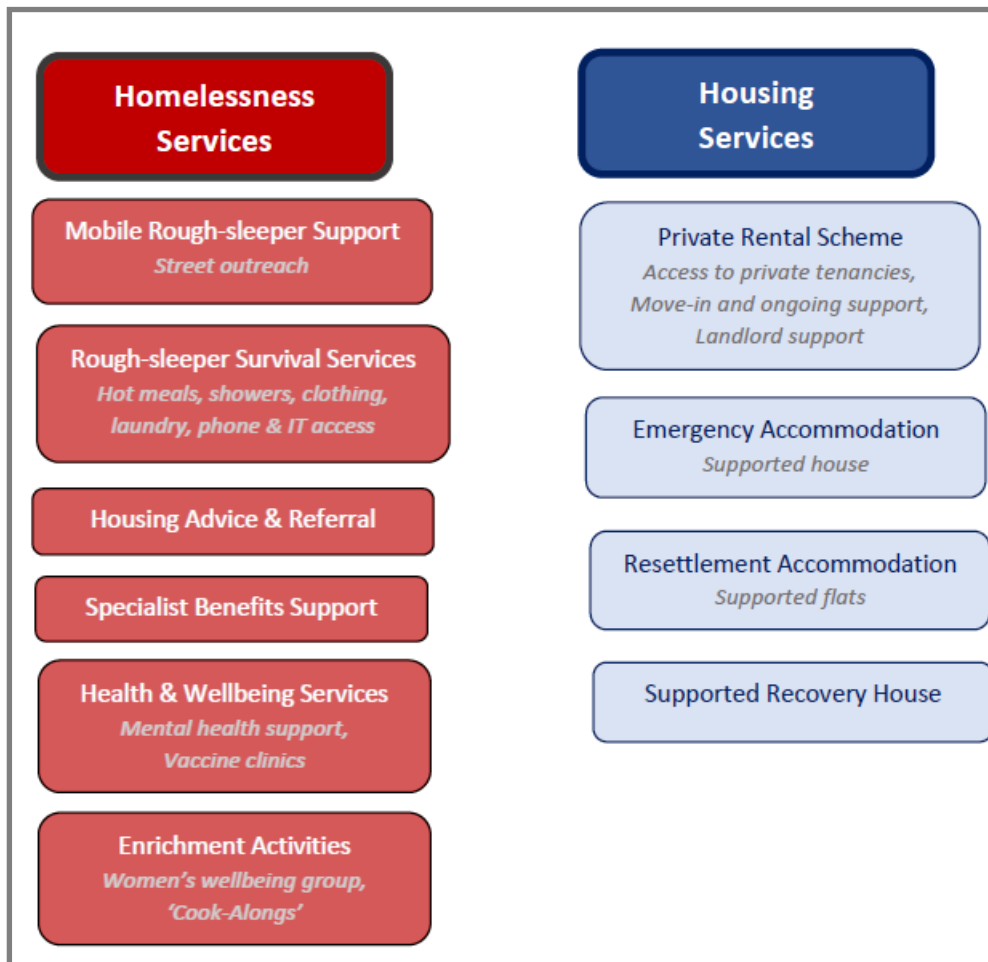 Homelessness
Services
Mobile Rough-sleeper Support
Street outreach
Rough-sleeper Survival Services
Hot meals, showers, clothing,
laundry, phone & IT access
Housing Advice & Referral
Specialist Benefits Support
Health & Wellbeing Services
Mental health support,
Vaccine clinics
Enrichment Activities
Women’s wellbeing group,
‘Cook-Alongs’
Housing
Services
Private Rental Scheme
Access to private tenancies,
Move-in and ongoing support,
Landlord support
Emergency Accommodation
Supported house
Resettlement Accommodation
Supported flats
Supported Recovery House